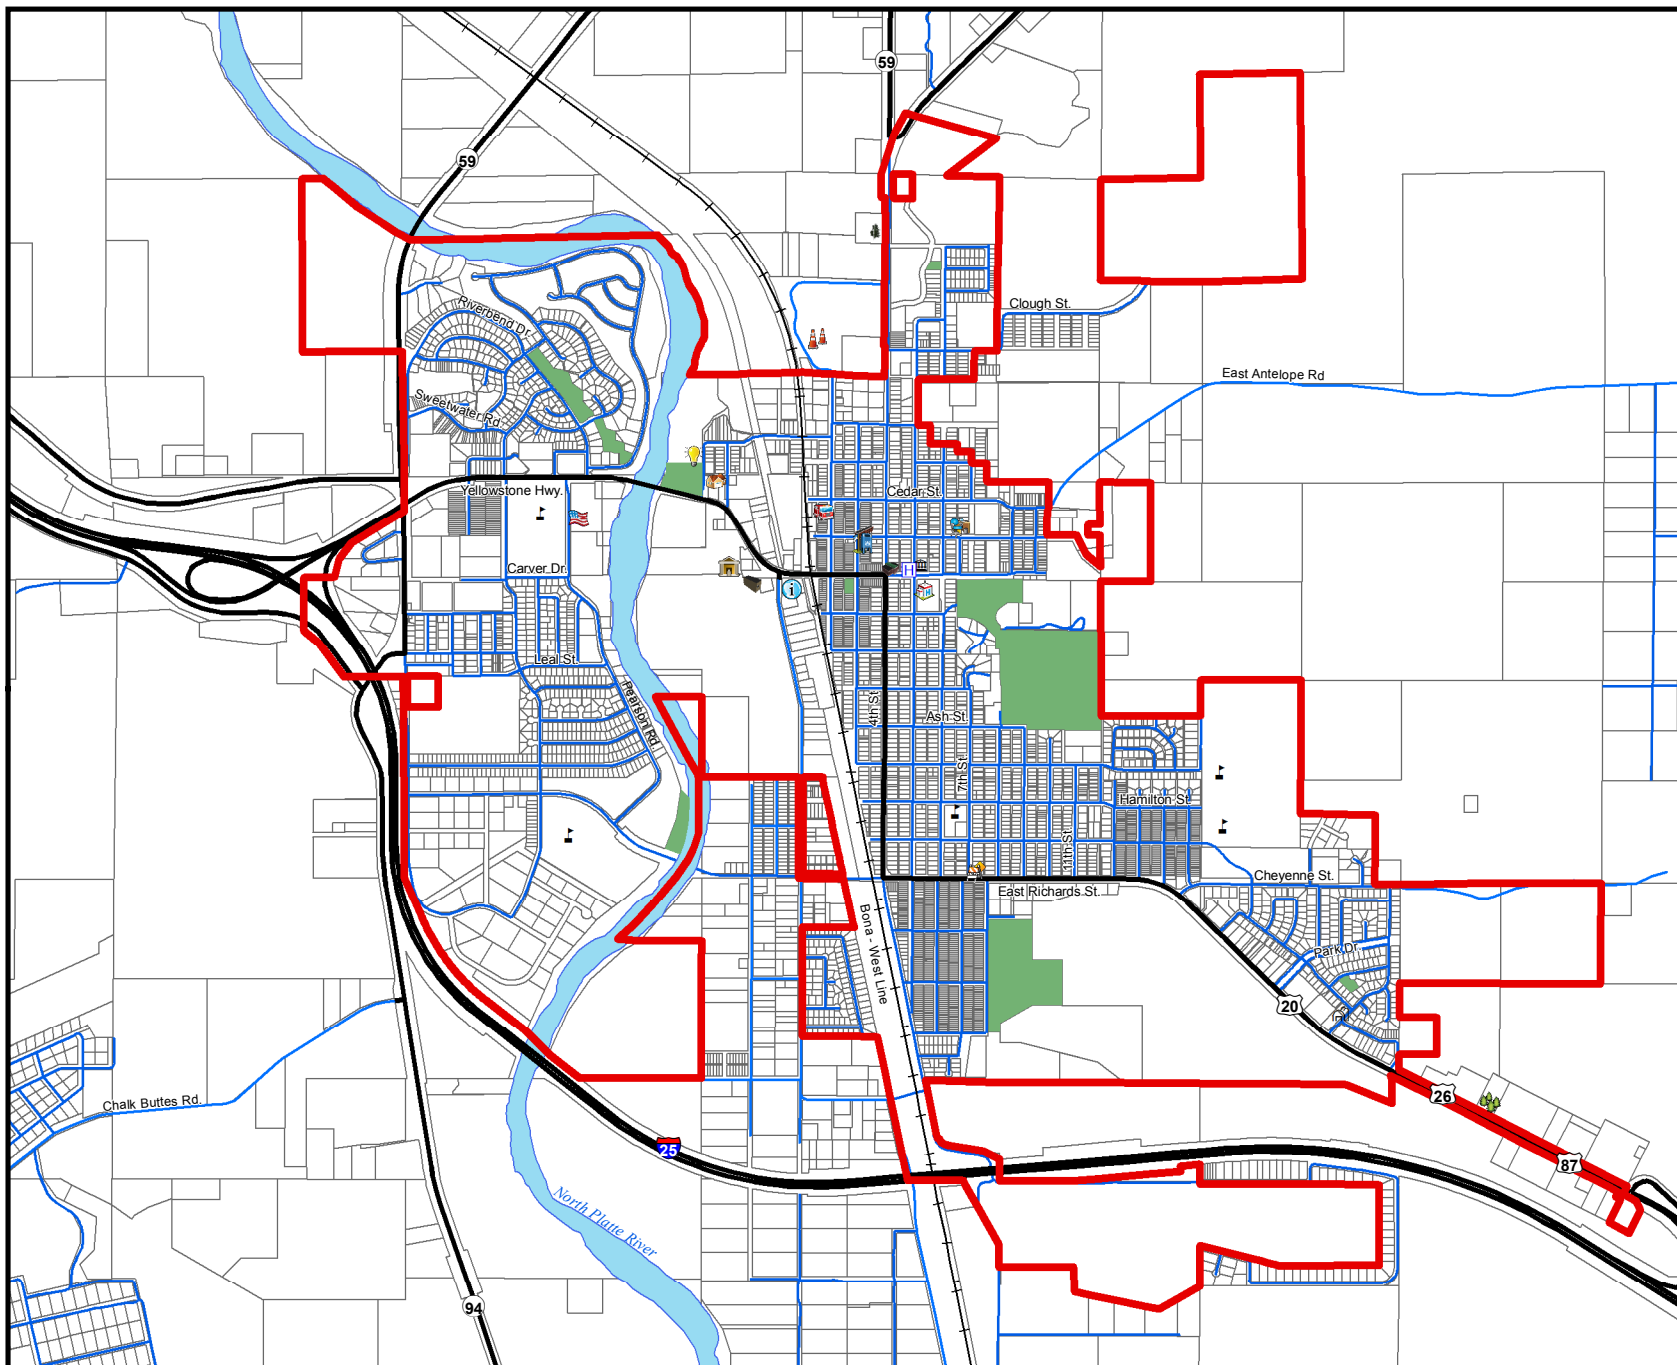 59
59
Clough St.
Riverbend Dr.
East Antelope Rd
Sweetwater Rd.
Yellowstone Hwy.
Cedar St.
Carver Dr.
H
i
H
Leal St.
Pearson Rd.
4th St.
Ash St.
7th St.
Hamilton St.
11th St.
Cheyenne St.
East Richards St.
Bona - West Line
Park Dr.
20
Chalk Buttes Rd.
26
25
87
North Platte River
94